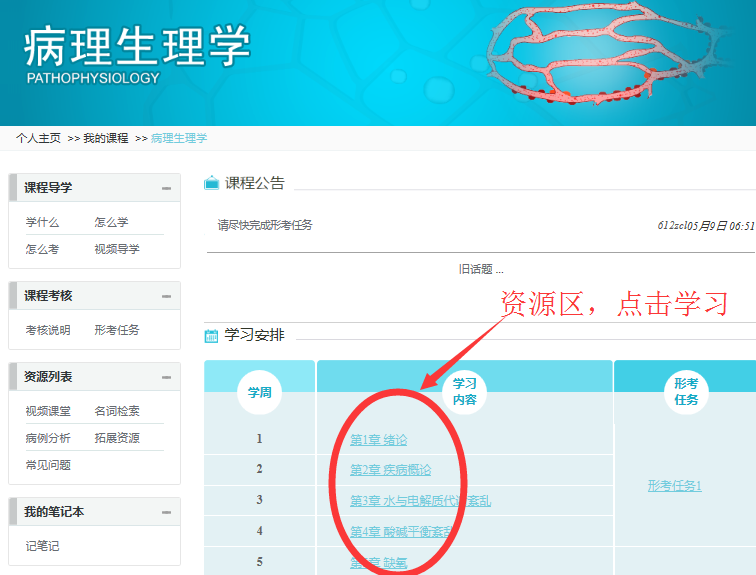 病理生理学
PATHOPHYSIOLOGY
个人主页 >> 我的课程 >> 病理生理学
课程导学
学什么 怎么学
怎么考 视频导学
课程考核
考核说明 形考任务
资源列表
视频课堂 名词检索
病例分析 拓展资源
常见问题
我的笔记本
记笔记
课程公告
请尽快完成形考任务 612zcl05月9日 06:51
旧话题 ...
资源区，点击学习
学习安排
学周 学习内容 形考任务
1 第1章 绪论
2 第2章 疾病概论
3 第3章 水与电解质代谢紊乱
形考任务1
4 第4章 酸碱平衡紊乱
5 第5章 缺氧